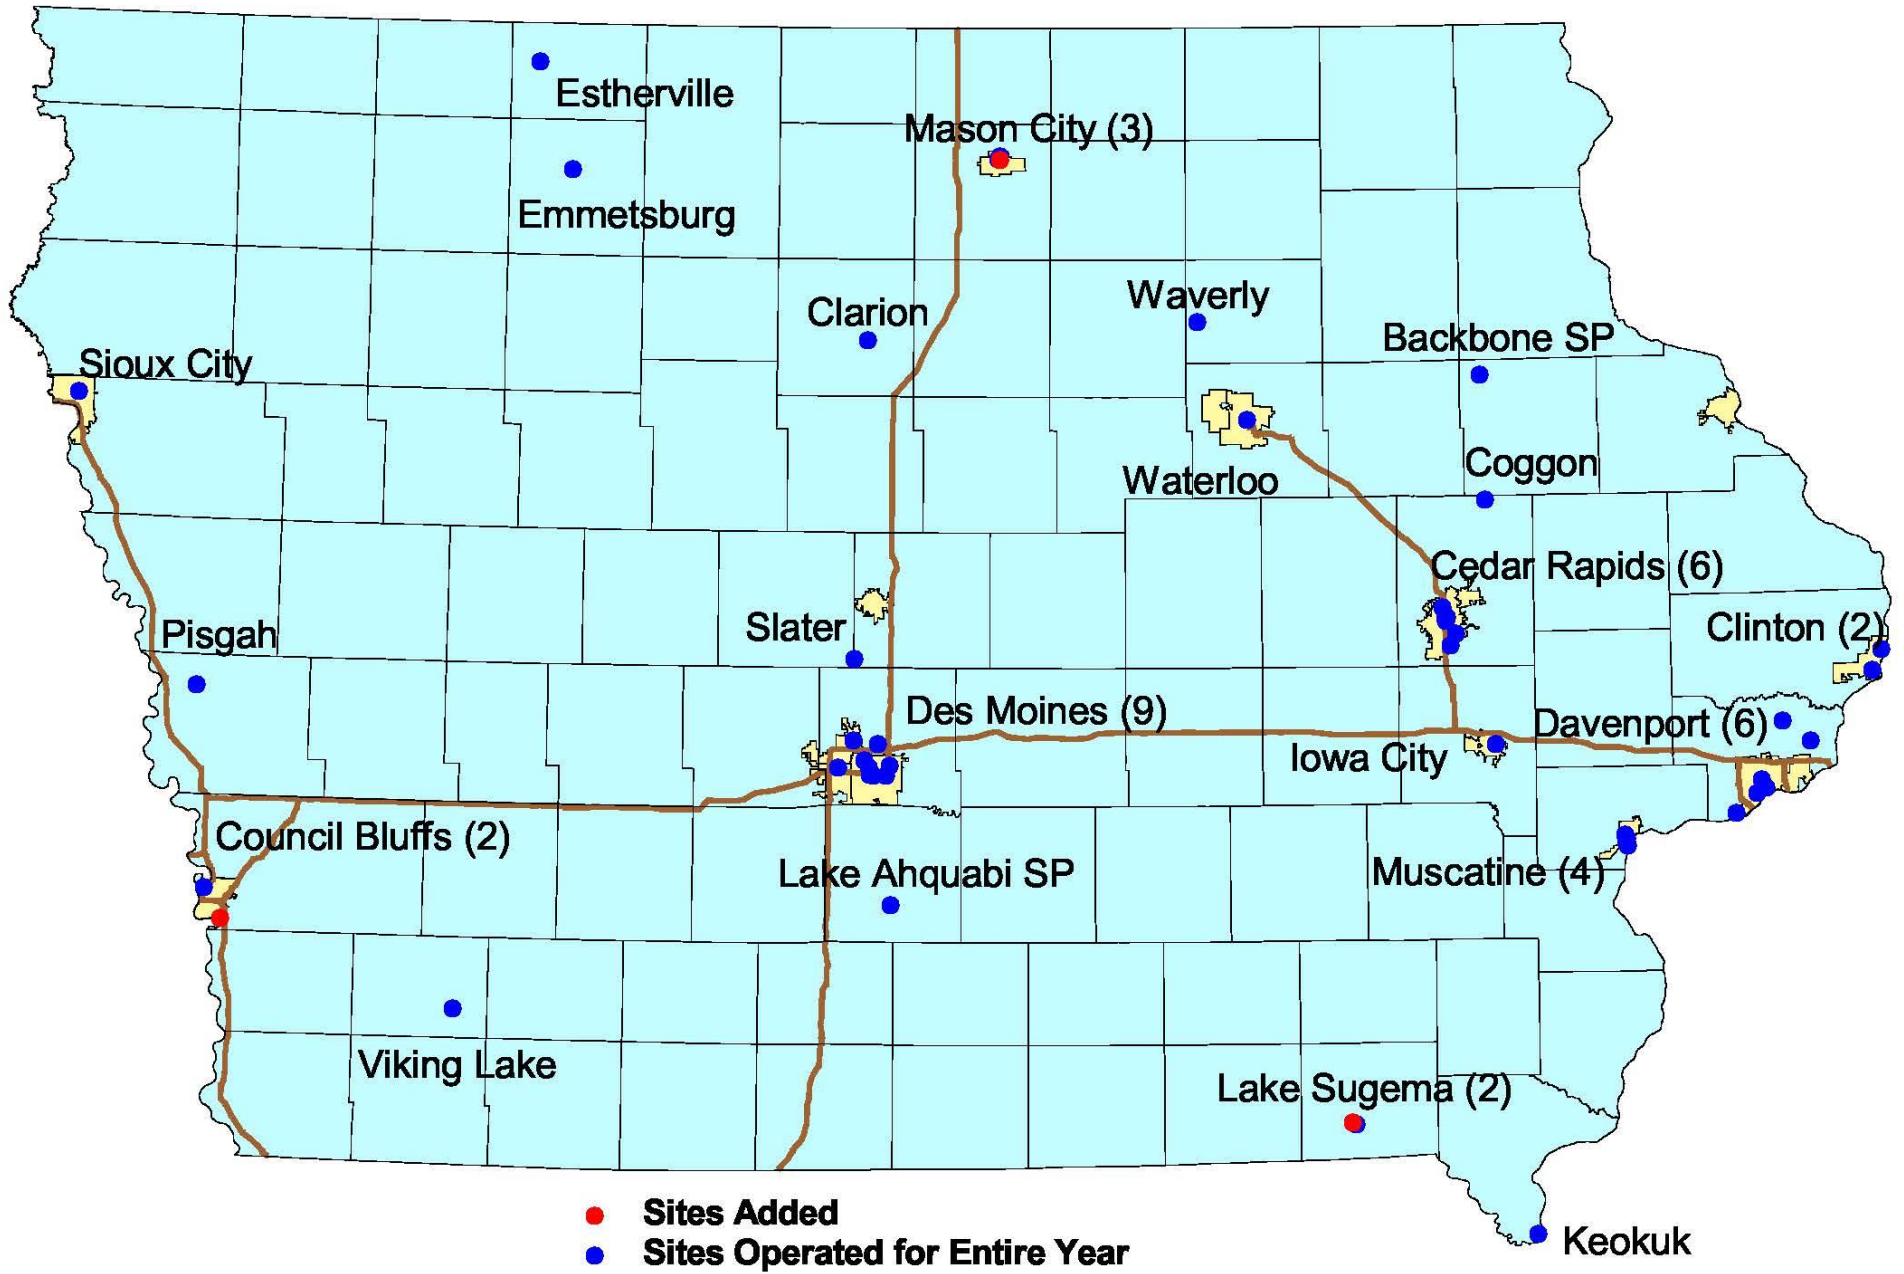 Estherville
Mason City (3)
Emmetsburg
Waverly
Clarion
Backbone SP
Sioux City
Coggon
Waterloo
Cedar Rapids (6)
Clinton (2)
Slater
Pisgah
Des Moines (9)
Davenport (6)
Iowa City
Council Bluffs (2)
Lake Ahquabi SP
Muscatine (4)
Viking Lake
Lake Sugema (2)
Sites Added
Sites Operated for Entire Year
Keokuk